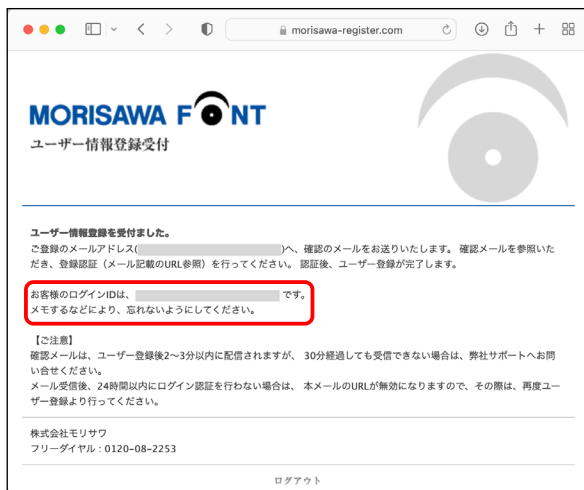 morisawa-register.com
MORISAWA FONT
ユーザー情報登録受付
ユーザー情報登録を受付ました。
ご登録のメールアドレス( )へ、確認のメールをお送りいたします。 確認メールを参照いた
だき、登録認証（メール記載のURL参照）を行ってください。 認証後、ユーザー登録が完了します。
お客様のログインIDは、 です。
メモするなどにより、忘れないようにしてください。
【ご注意】
確認メールは、ユーザー登録後2〜3分以内に配信されますが、 30分経過しても受信できない場合は、弊社サポートへお問
い合せください。
メール受信後、24時間以内にログイン認証を行わない場合は、 本メールのURLが無効になりますので、その際は、再度ユー
ザー登録より行ってください。
株式会社モリサワ
フリーダイヤル：0120-08-2253
ログアウト